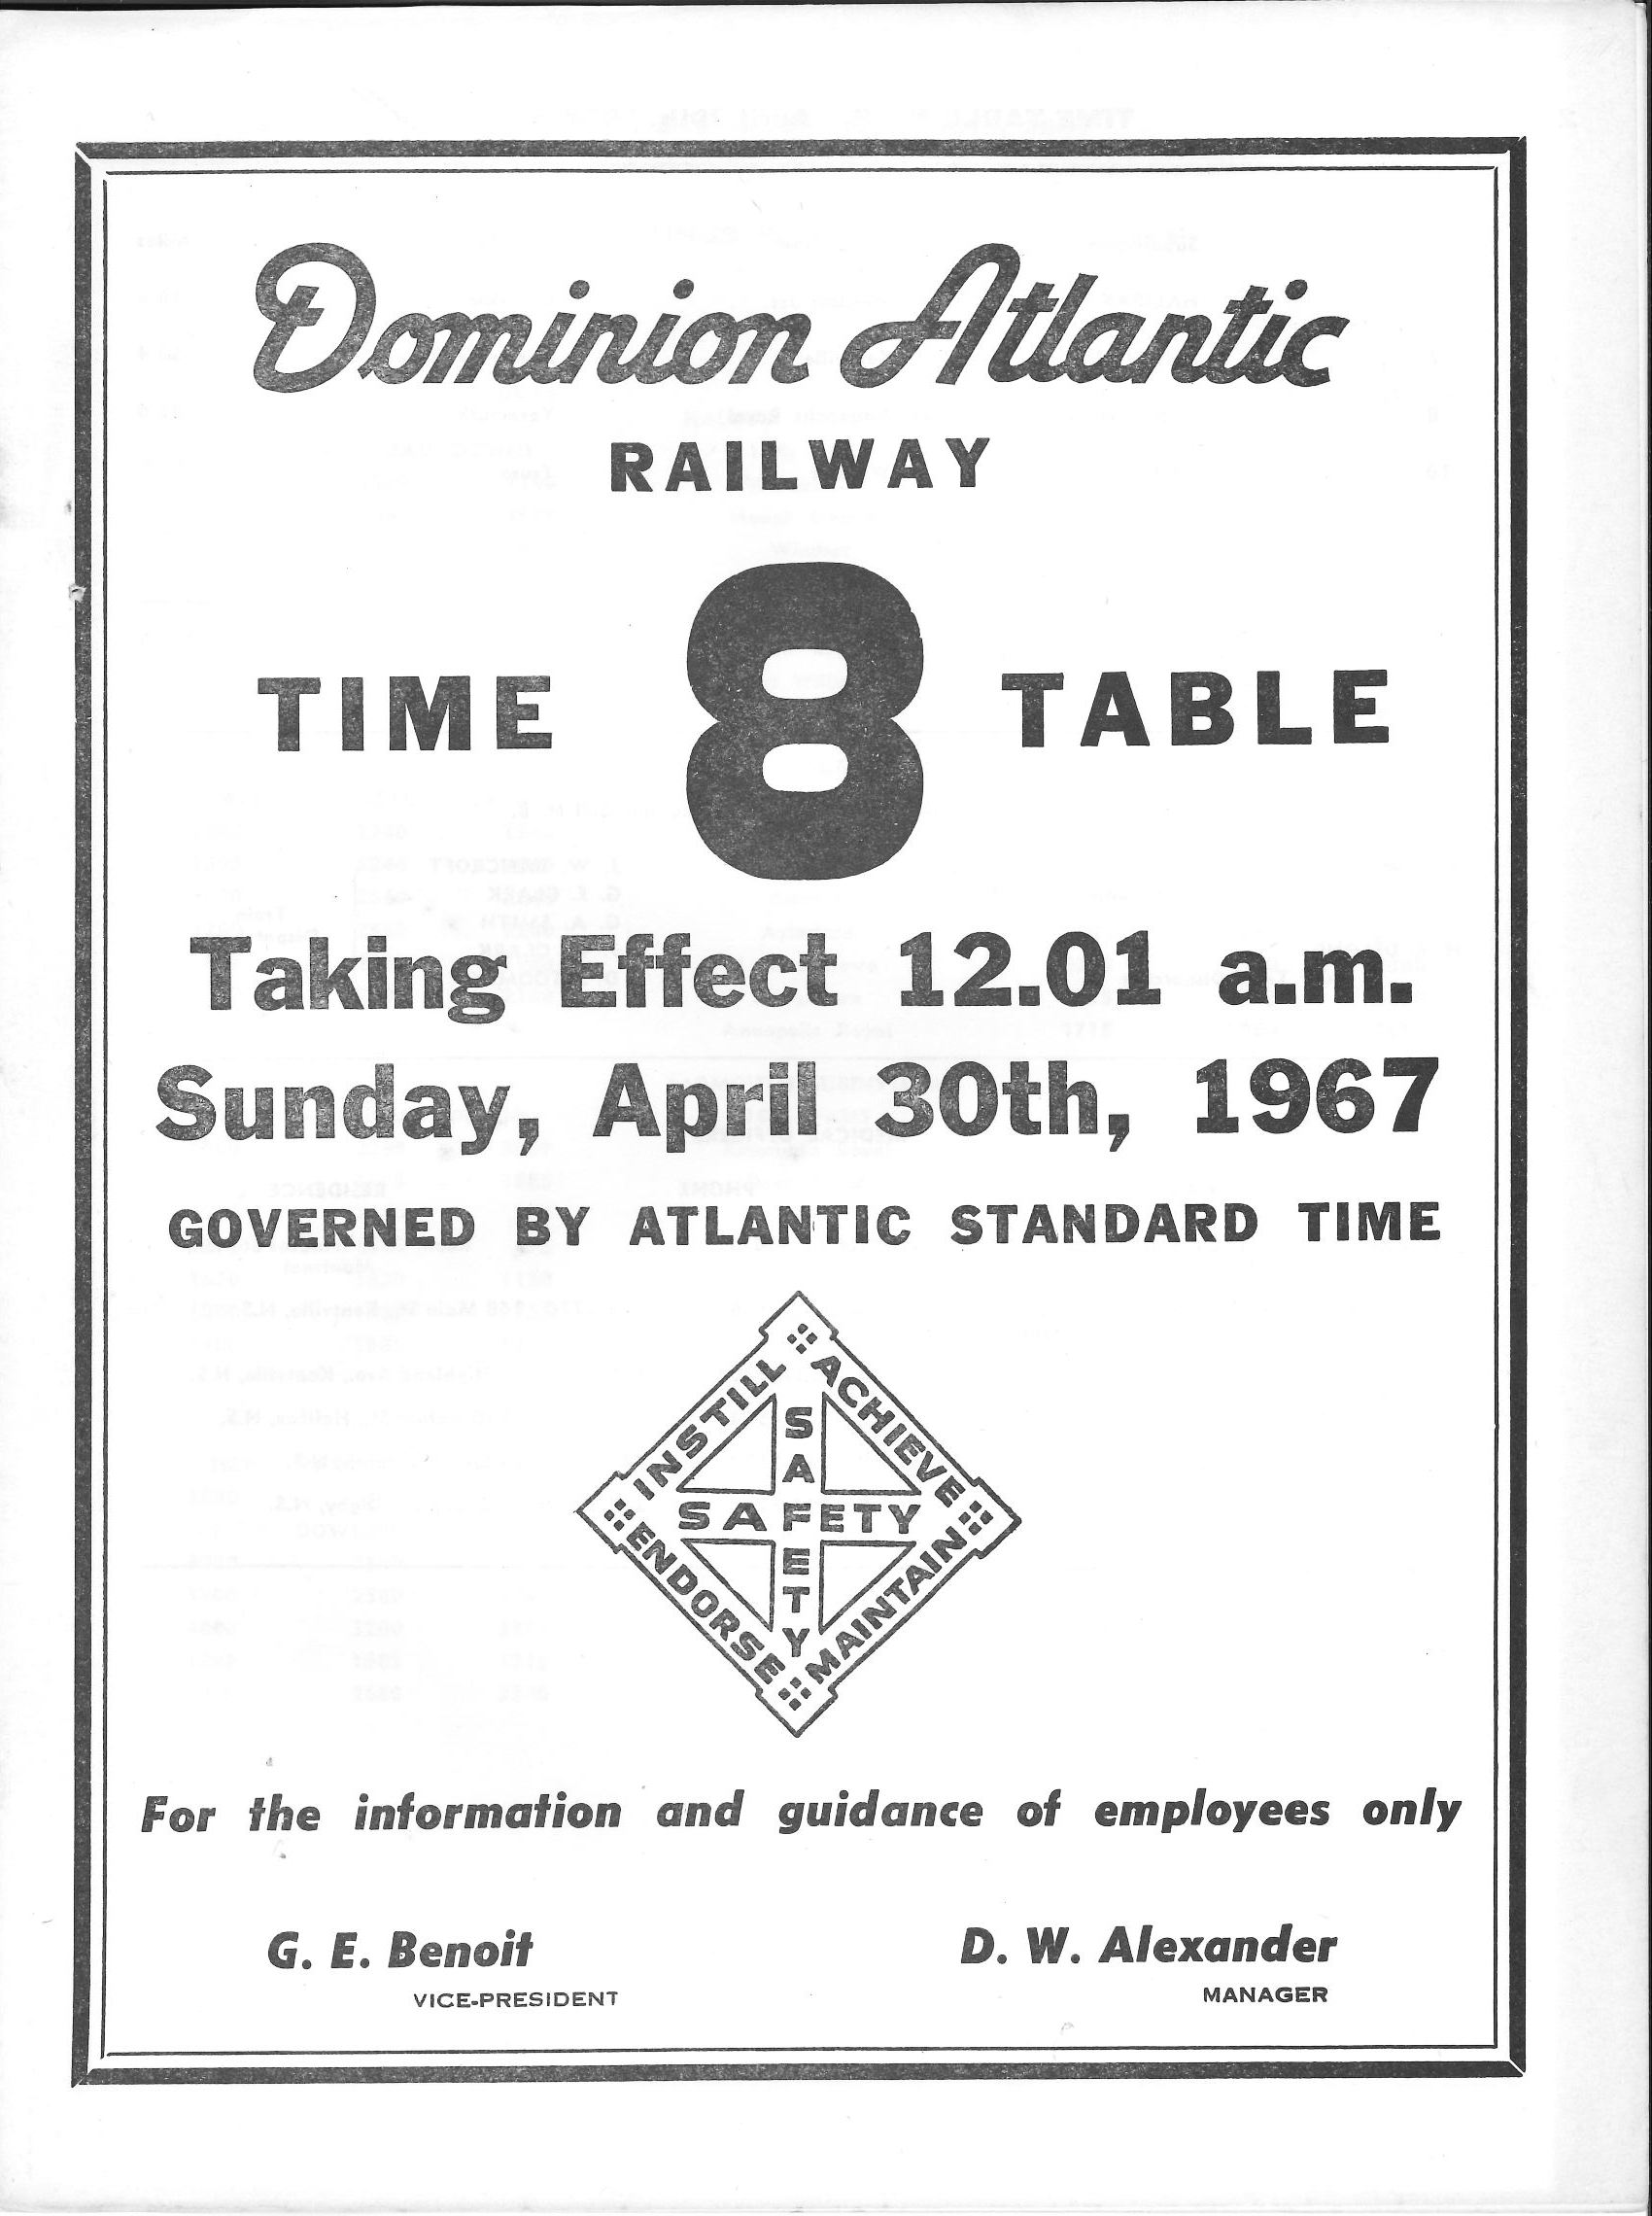 Dominion Atlantic
RAILWAY
TIME 8 TABLE
Taking Effect 12.01 a.m.
Sunday, April 30th, 1967
GOVERNED BY ATLANTIC STANDARD TIME
INSTILL
ACHIEVE
SAFETY
SAFETY
ENDORSE
MAINTAIN
For the information and guidance of employees only
G. E. Benoit
VICE-PRESIDENT
D. W. Alexander
MANAGER